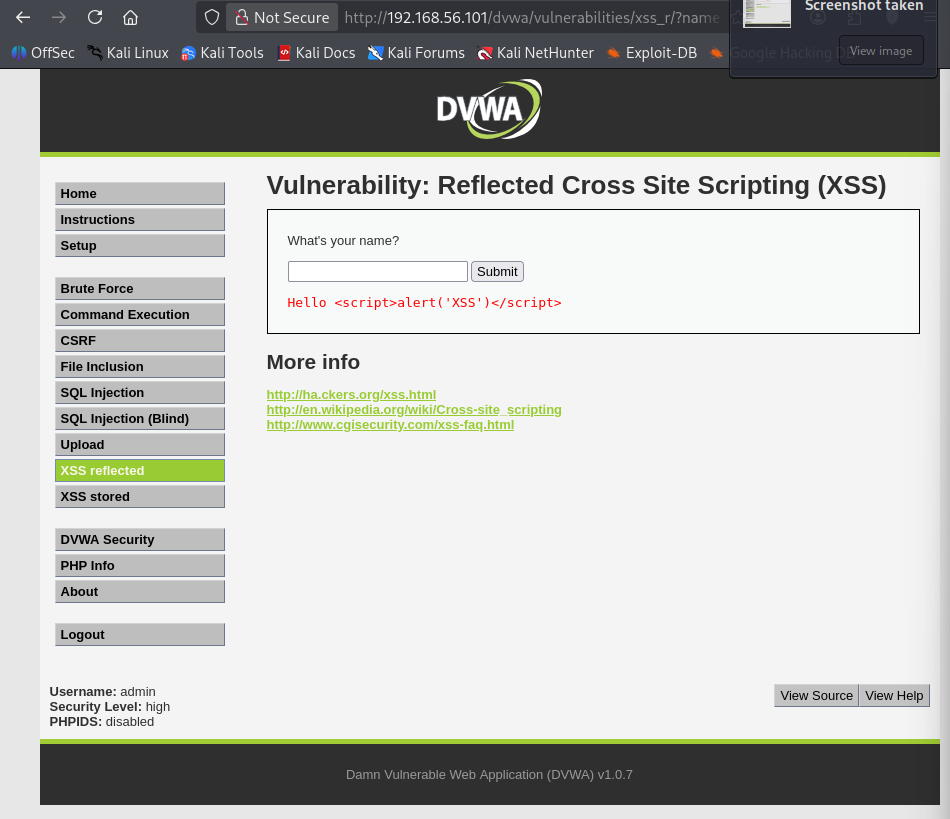 Not Secure http://192.168.56.101/dvwa/vulnerabilities/xss_r/?name
Screenshot taken
View image
OffSec Kali Linux Kali Tools Kali Docs Kali Forums Kali NetHunter Exploit-DB Google Hacking DB
DVWA
Home
Instructions
Setup
Brute Force
Command Execution
CSRF
File Inclusion
SQL Injection
SQL Injection (Blind)
Upload
XSS reflected
XSS stored
DVWA Security
PHP Info
About
Logout
Vulnerability: Reflected Cross Site Scripting (XSS)
What's your name?
Submit
Hello <script>alert('XSS')</script>
More info
http://ha.ckers.org/xss.html
http://en.wikipedia.org/wiki/Cross-site_scripting
http://www.cgisecurity.com/xss-faq.html
Username: admin
Security Level: high
PHPIDS: disabled
View Source View Help
Damn Vulnerable Web Application (DVWA) v1.0.7